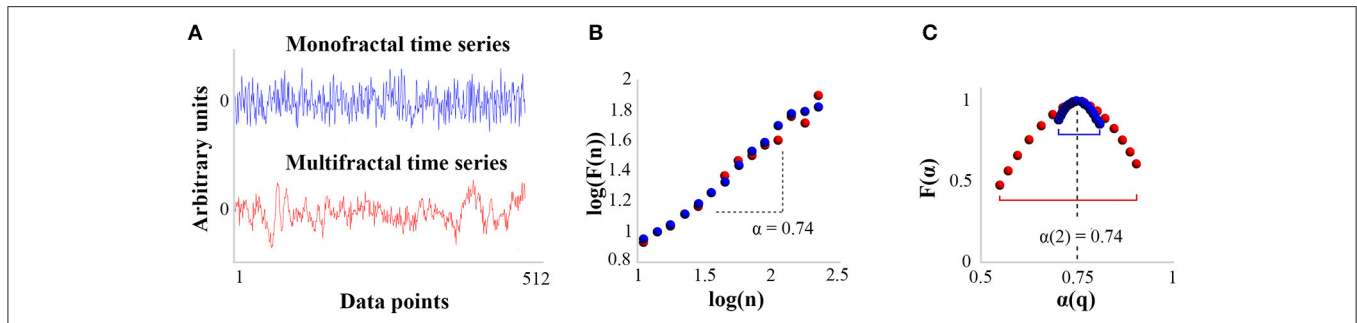 A
Monofractal time series
0
Multifractal time series
0
Arbitrary units
1
512
Data points
B
2
1.8
1.6
1.4
1.2
1
0.8
log(F(n))
α = 0.74
1
1.5
2
2.5
log(n)
C
1
0.5
0
F(α)
α(2) = 0.74
0.5
0.75
1
α(q)